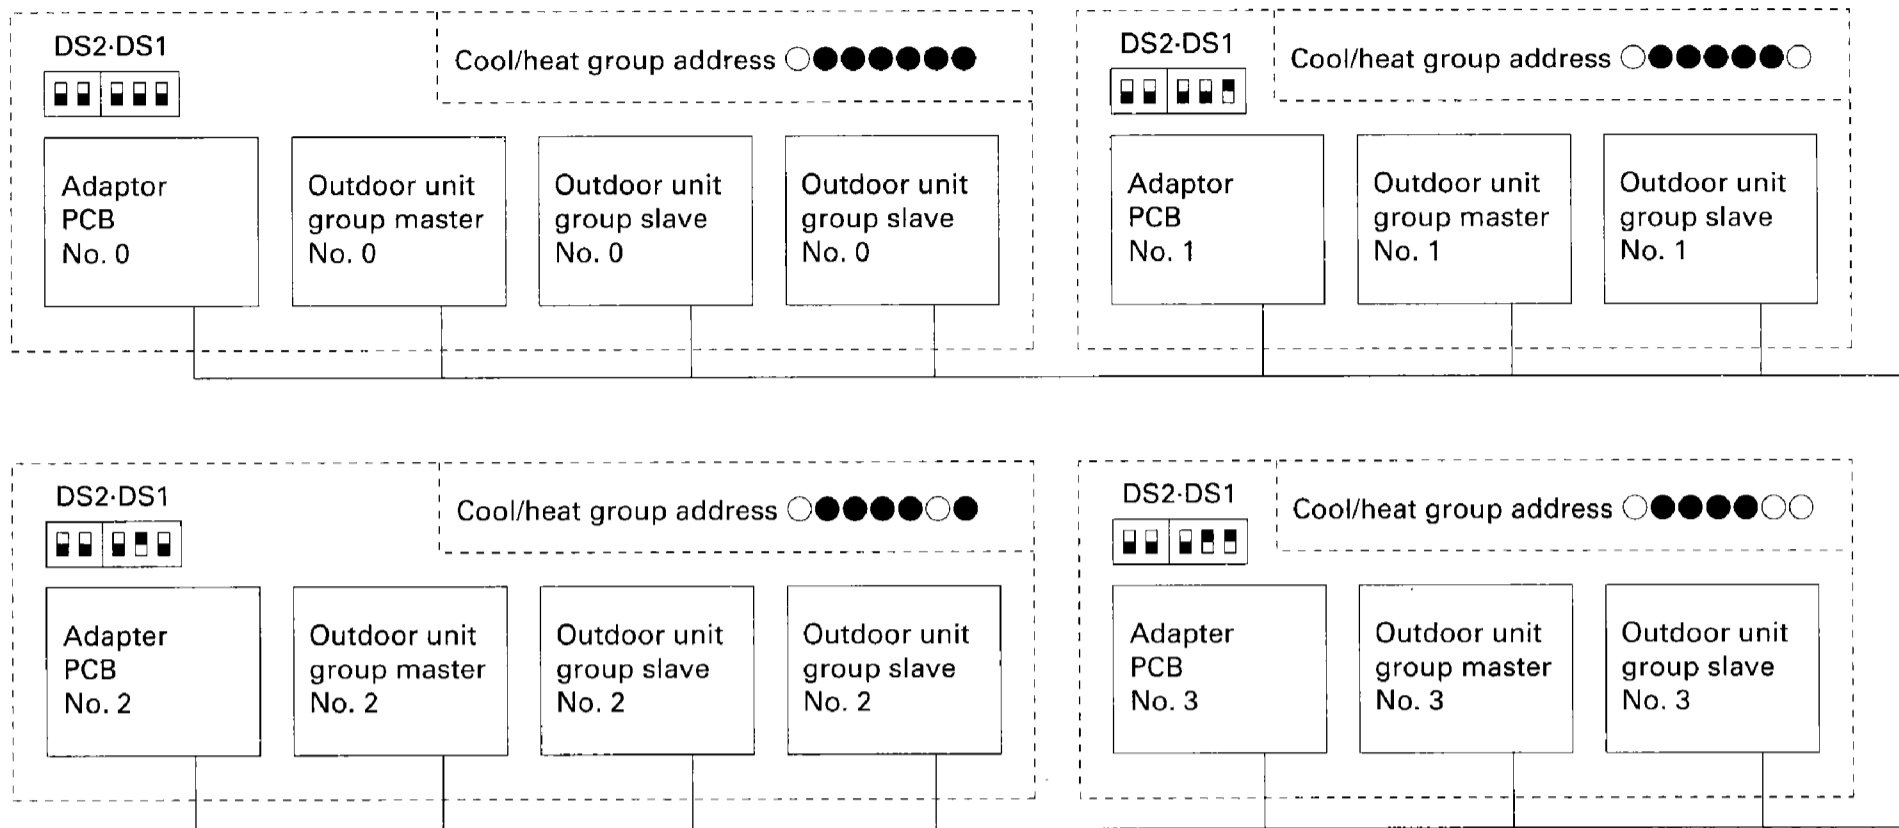 DS2·DS1
Cool/heat group address ○●●●●●●
Adaptor
PCB
No. 0
Outdoor unit
group master
No. 0
Outdoor unit
group slave
No. 0
Outdoor unit
group slave
No. 0
DS2·DS1
Cool/heat group address ○●●●●●○
Adaptor
PCB
No. 1
Outdoor unit
group master
No. 1
Outdoor unit
group slave
No. 1
DS2·DS1
Cool/heat group address ○●●●●○●
Adapter
PCB
No. 2
Outdoor unit
group master
No. 2
Outdoor unit
group slave
No. 2
Outdoor unit
group slave
No. 2
DS2·DS1
Cool/heat group address ○●●●●○○
Adapter
PCB
No. 3
Outdoor unit
group master
No. 3
Outdoor unit
group slave
No. 3